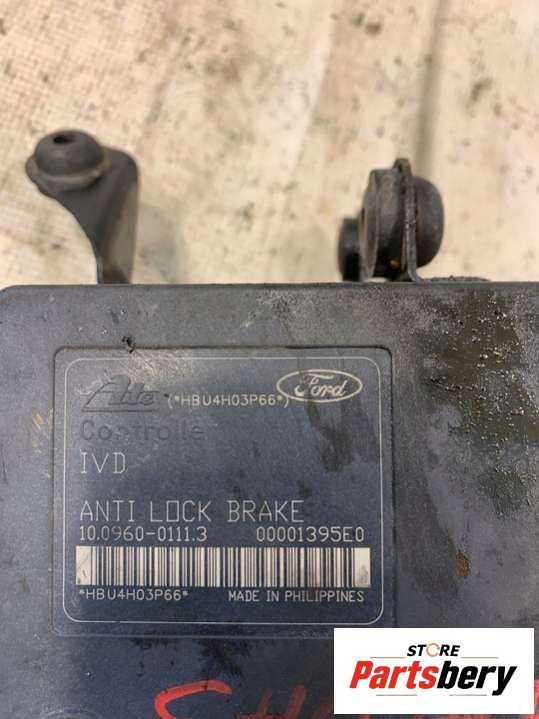 Ate (*HBU4H03P66*) Ford
Controlle
IVD
ANTI LOCK BRAKE
10.0960-0111.3 00001395E0
*HBU4H03P66* MADE IN PHILIPPINES
STORE
Partsbery